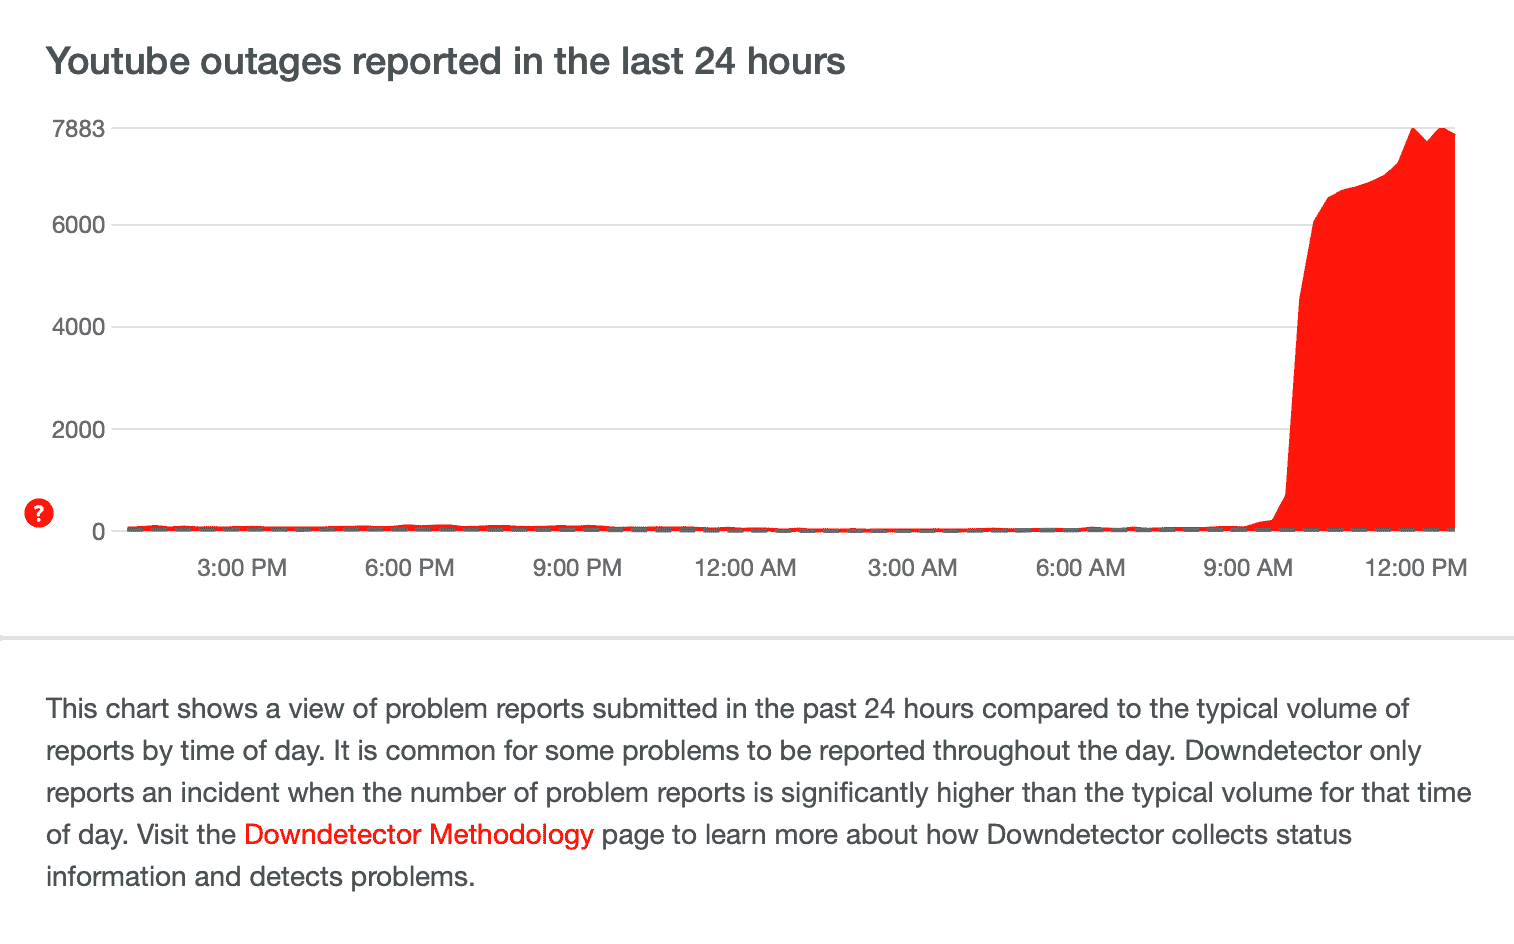 Youtube outages reported in the last 24 hours
7883
6000
4000
2000
?
0
3:00 PM 6:00 PM 9:00 PM 12:00 AM 3:00 AM 6:00 AM 9:00 AM 12:00 PM
This chart shows a view of problem reports submitted in the past 24 hours compared to the typical volume of
reports by time of day. It is common for some problems to be reported throughout the day. Downdetector only
reports an incident when the number of problem reports is significantly higher than the typical volume for that time
of day. Visit the Downdetector Methodology page to learn more about how Downdetector collects status
information and detects problems.